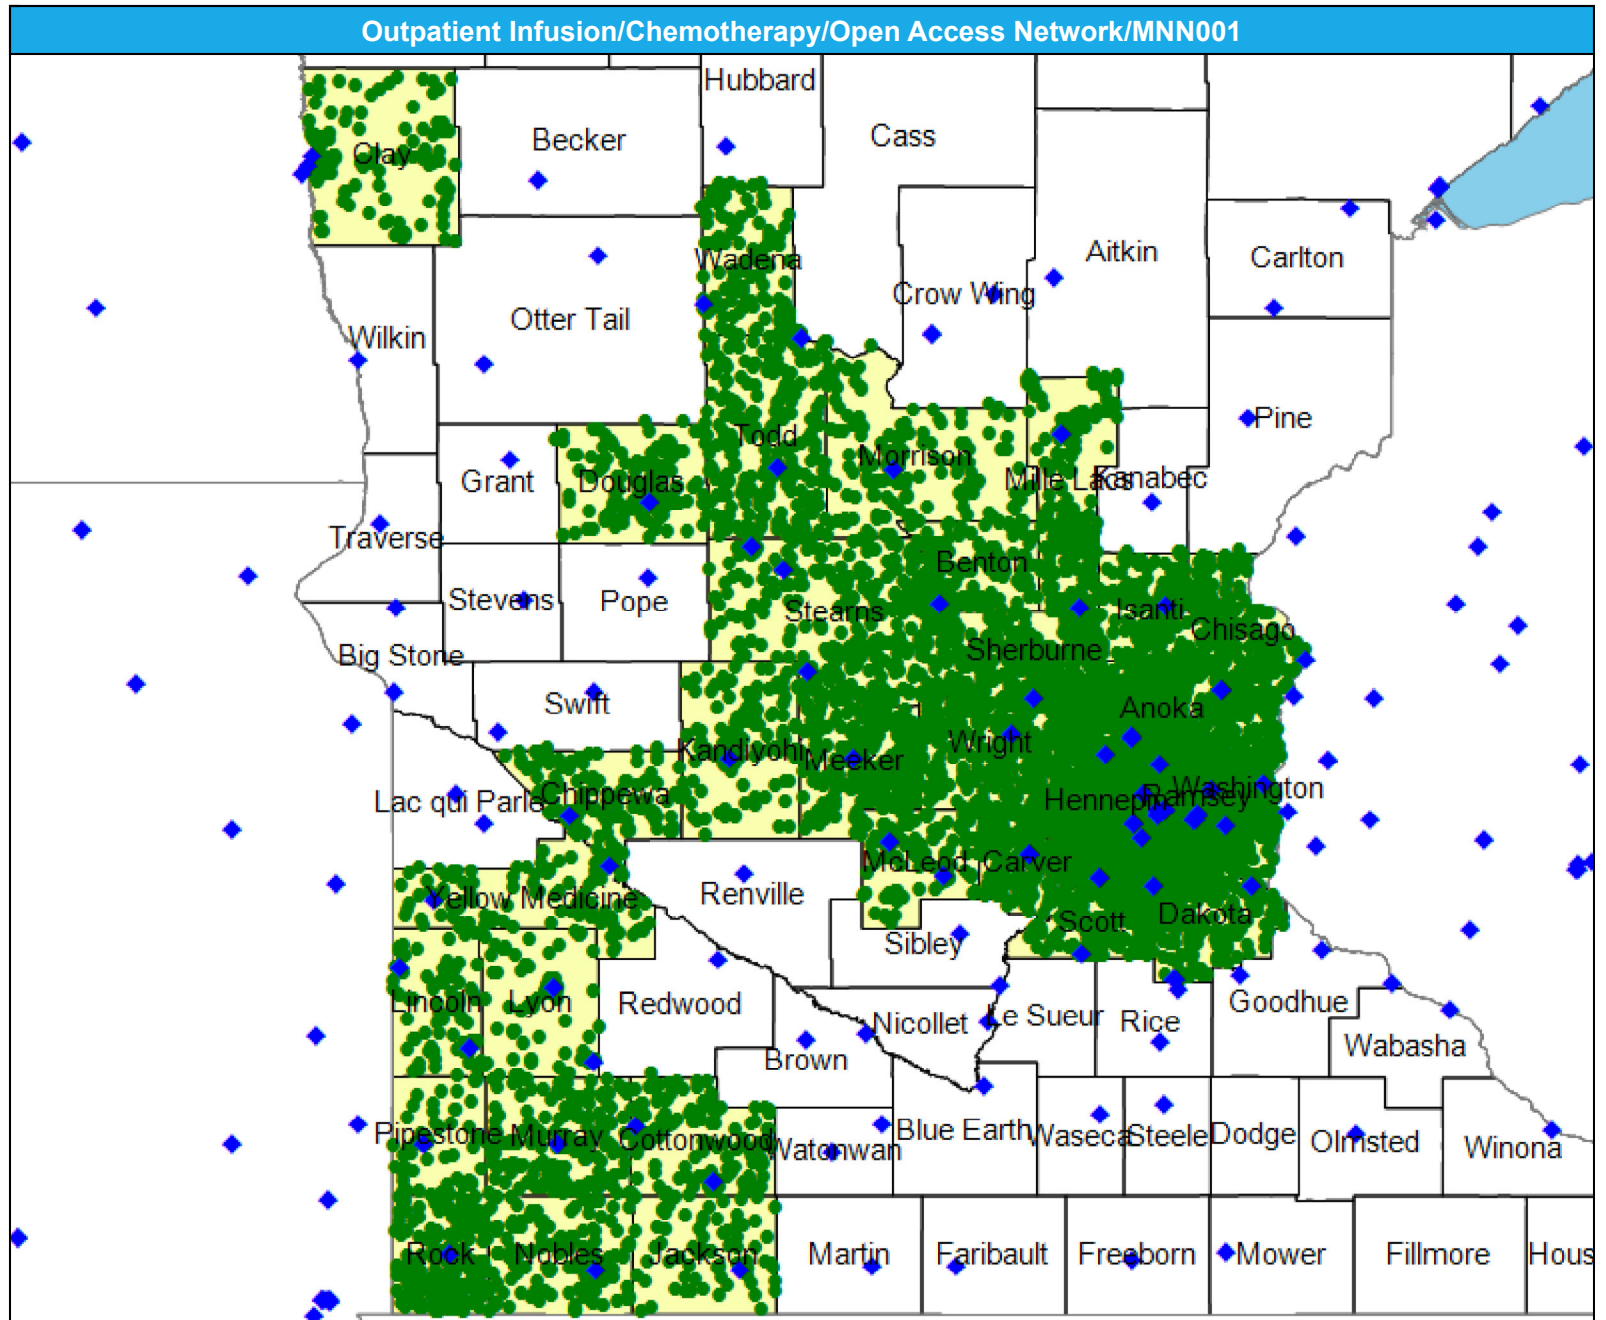 Outpatient Infusion/Chemotherapy/Open Access Network/MNN001
Hubbard
Becker
Cass
Clay
Wadena
Aitkin
Carlton
Crow Wing
Otter Tail
Wilkin
Pine
Todd
Morrison
Grant
Douglas
Mille Lacs
Kanabec
Traverse
Benton
Stevens
Pope
Stearns
Isanti
Chisago
Big Stone
Sherburne
Swift
Anoka
Kandiyohi
Meeker
Wright
Lac qui Parle
Chippewa
Hennepin
Ramsey
Washington
McLeod
Carver
Yellow Medicine
Renville
Scott
Dakota
Sibley
Lincoln
Lyon
Redwood
Nicollet
Le Sueur
Rice
Goodhue
Brown
Wabasha
Pipestone
Murray
Cottonwood
Watonwan
Blue Earth
Waseca
Steele
Dodge
Olmsted
Winona
Rock
Nobles
Jackson
Martin
Faribault
Freeborn
Mower
Fillmore
Hous